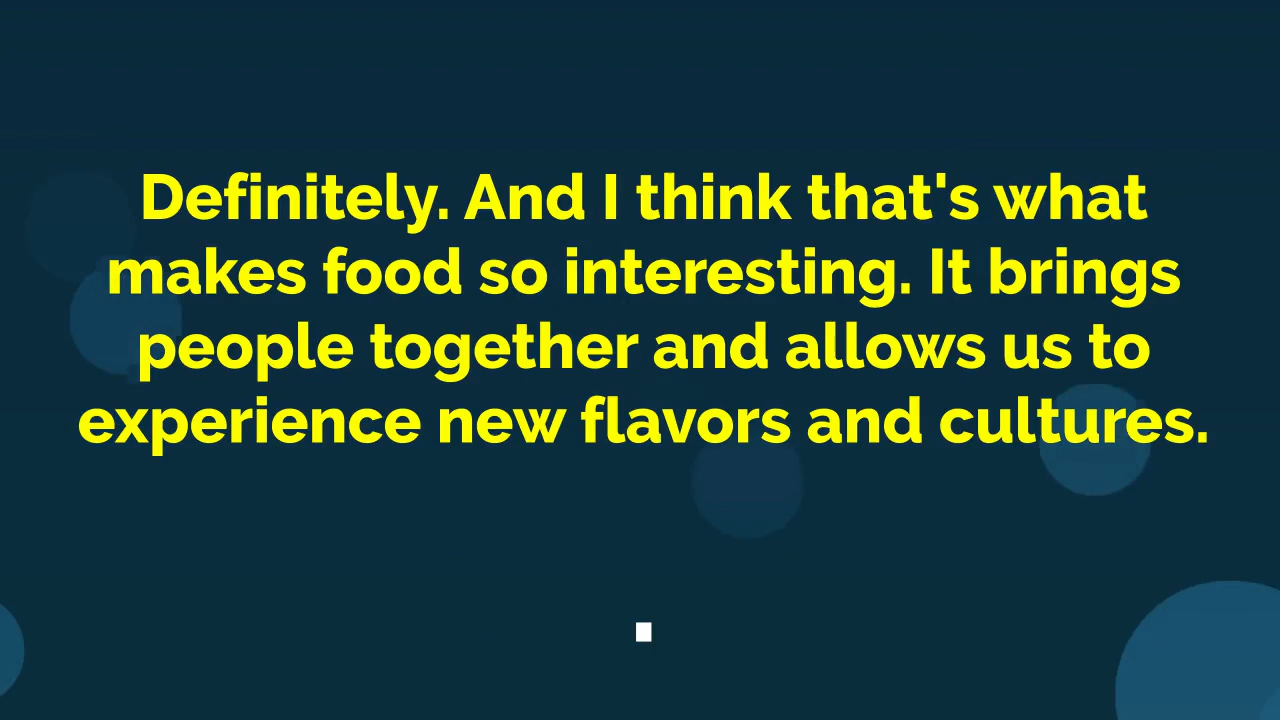 Definitely. And I think that's what
makes food so interesting. It brings
people together and allows us to
experience new flavors and cultures.